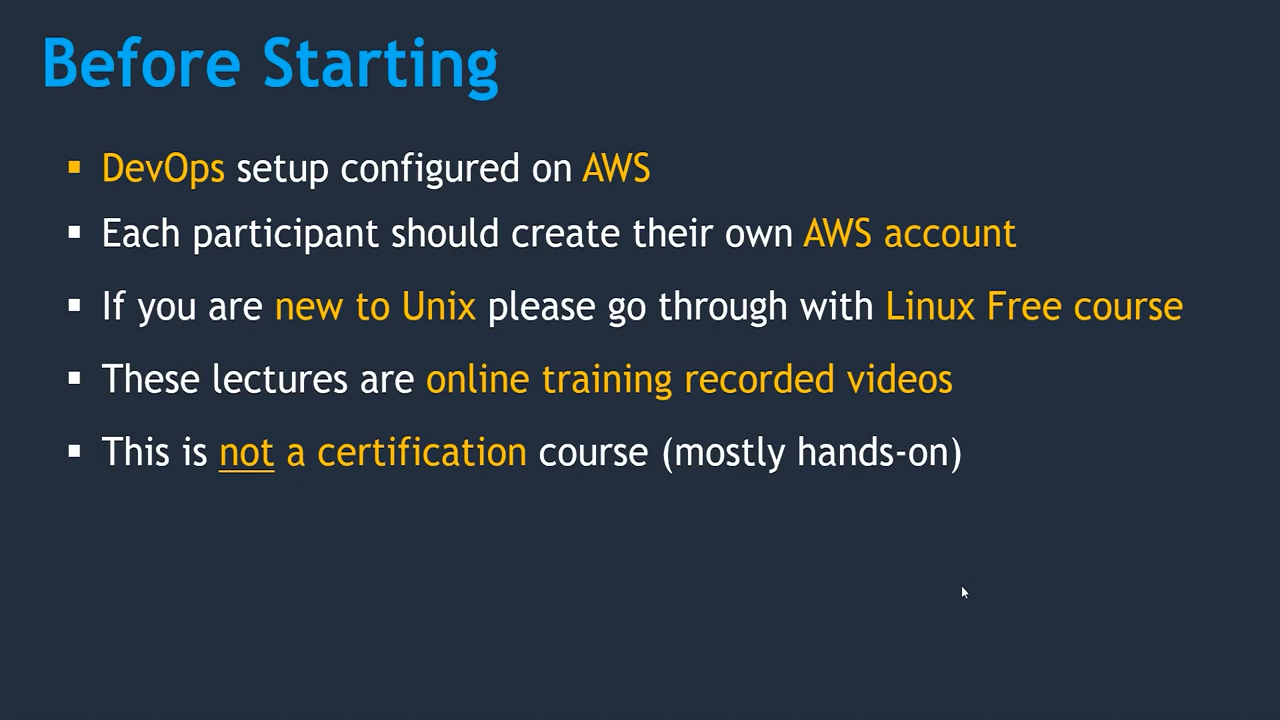 Before Starting
DevOps setup configured on AWS
Each participant should create their own AWS account
If you are new to Unix please go through with Linux Free course
These lectures are online training recorded videos
This is not a certification course (mostly hands-on)